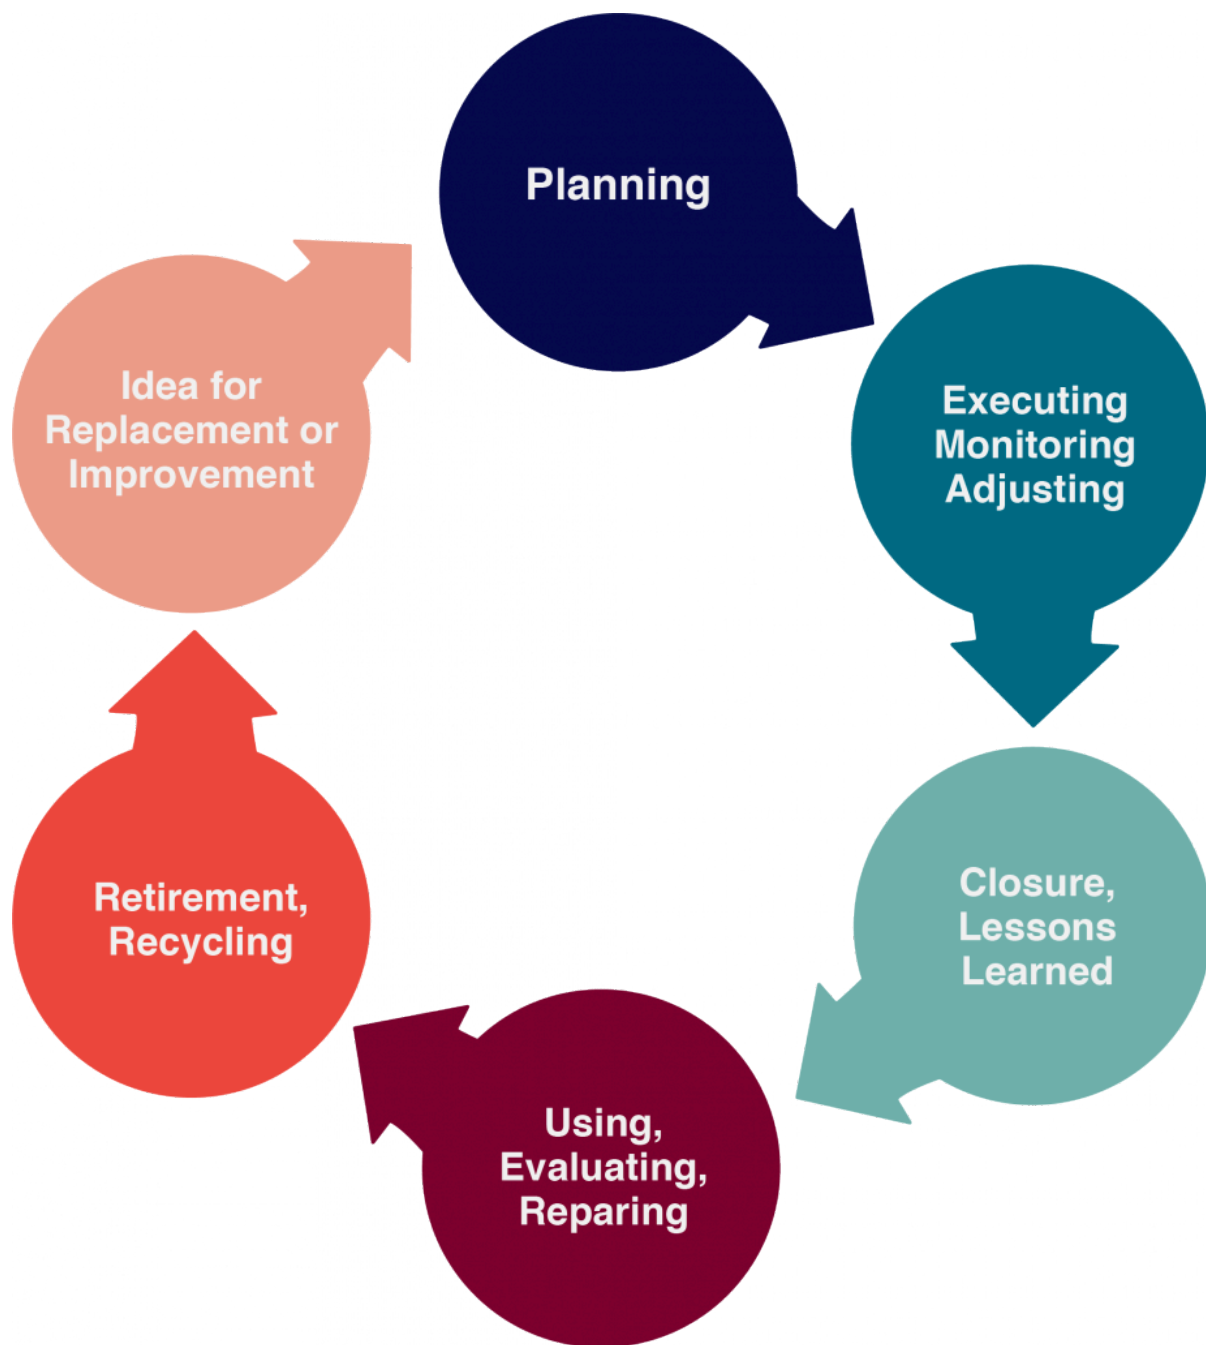 Planning
Executing
Monitoring
Adjusting
Closure,
Lessons
Learned
Using,
Evaluating,
Reparing
Retirement,
Recycling
Idea for
Replacement or
Improvement